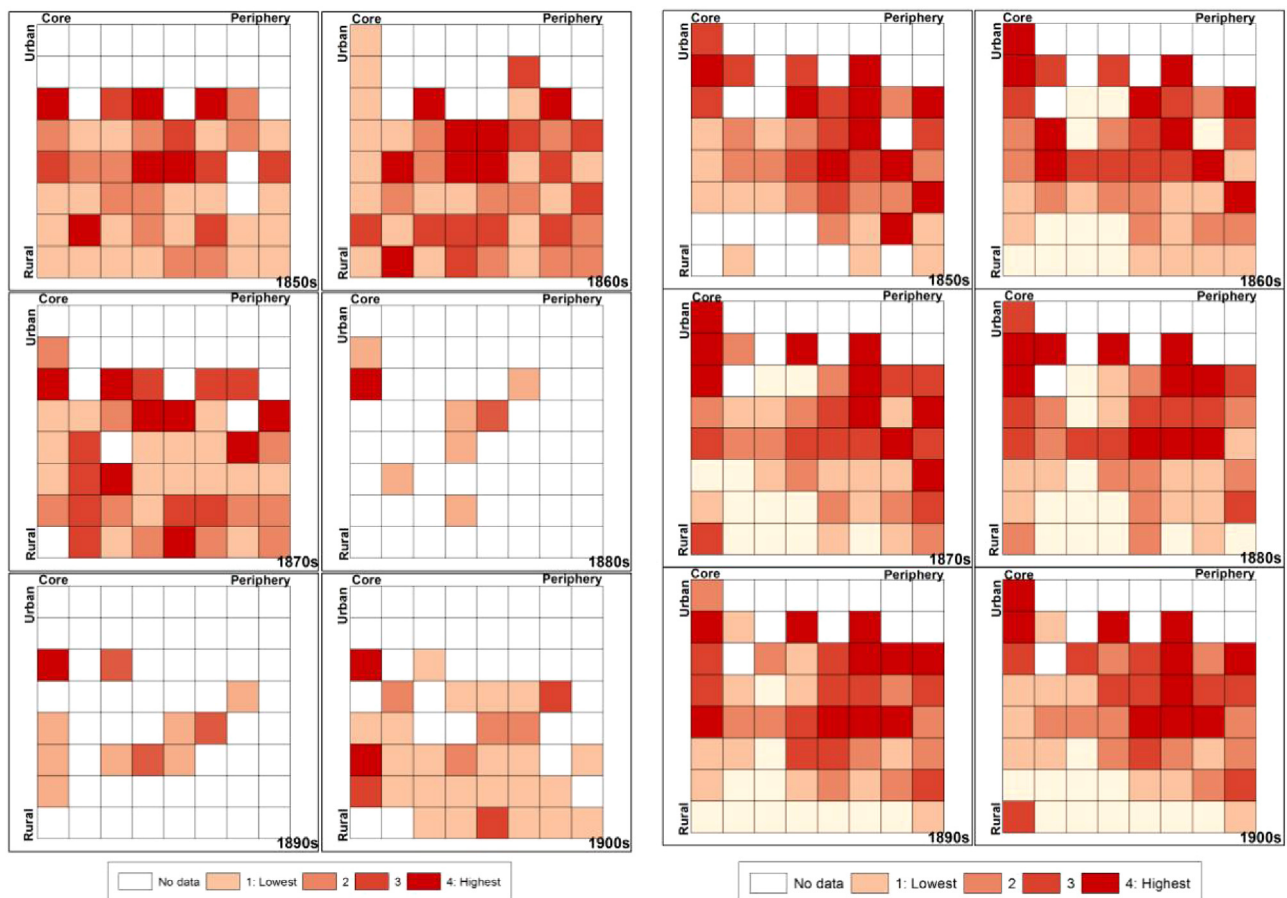 Core Periphery
Urban
Rural
1850s
Core Periphery
Urban
Rural
1860s
Core Periphery
Urban
Rural
1870s
Core Periphery
Urban
Rural
1880s
Core Periphery
Urban
Rural
1890s
Core Periphery
Urban
Rural
1900s
No data 1: Lowest 2 3 4: Highest
Core Periphery
Urban
Rural
1850s
Core Periphery
Urban
Rural
1860s
Core Periphery
Urban
Rural
1870s
Core Periphery
Urban
Rural
1880s
Core Periphery
Urban
Rural
1890s
Core Periphery
Urban
Rural
1900s
No data 1: Lowest 2 3 4: Highest